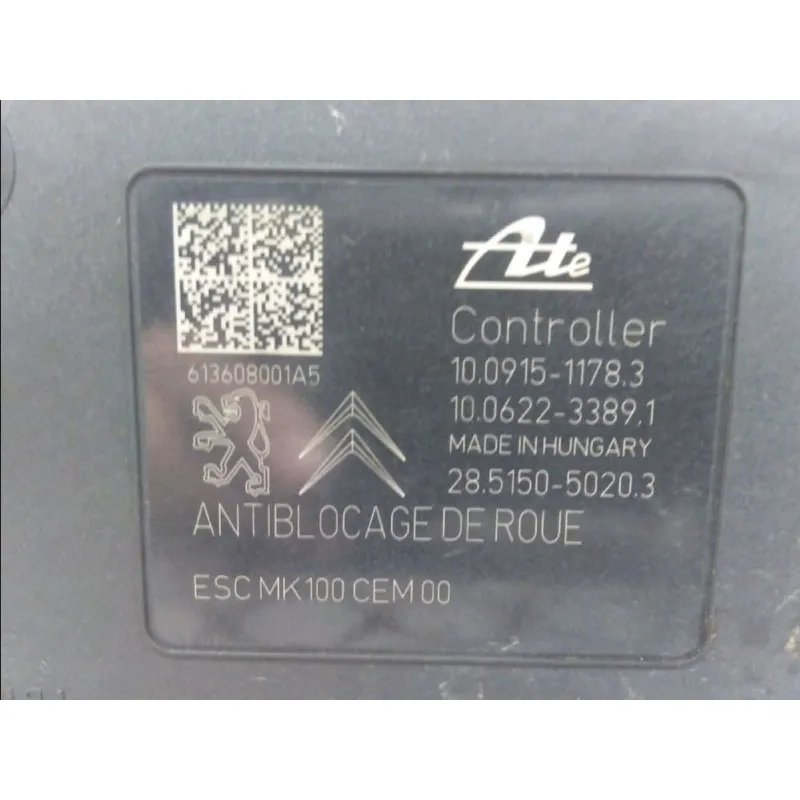 Ate
Controller
613608001A5
10.0915-1178.3
10.0622-3389.1
MADE IN HUNGARY
28.5150-5020.3
ANTIBLOCAGE DE ROUE
ESC MK100 CEM 00